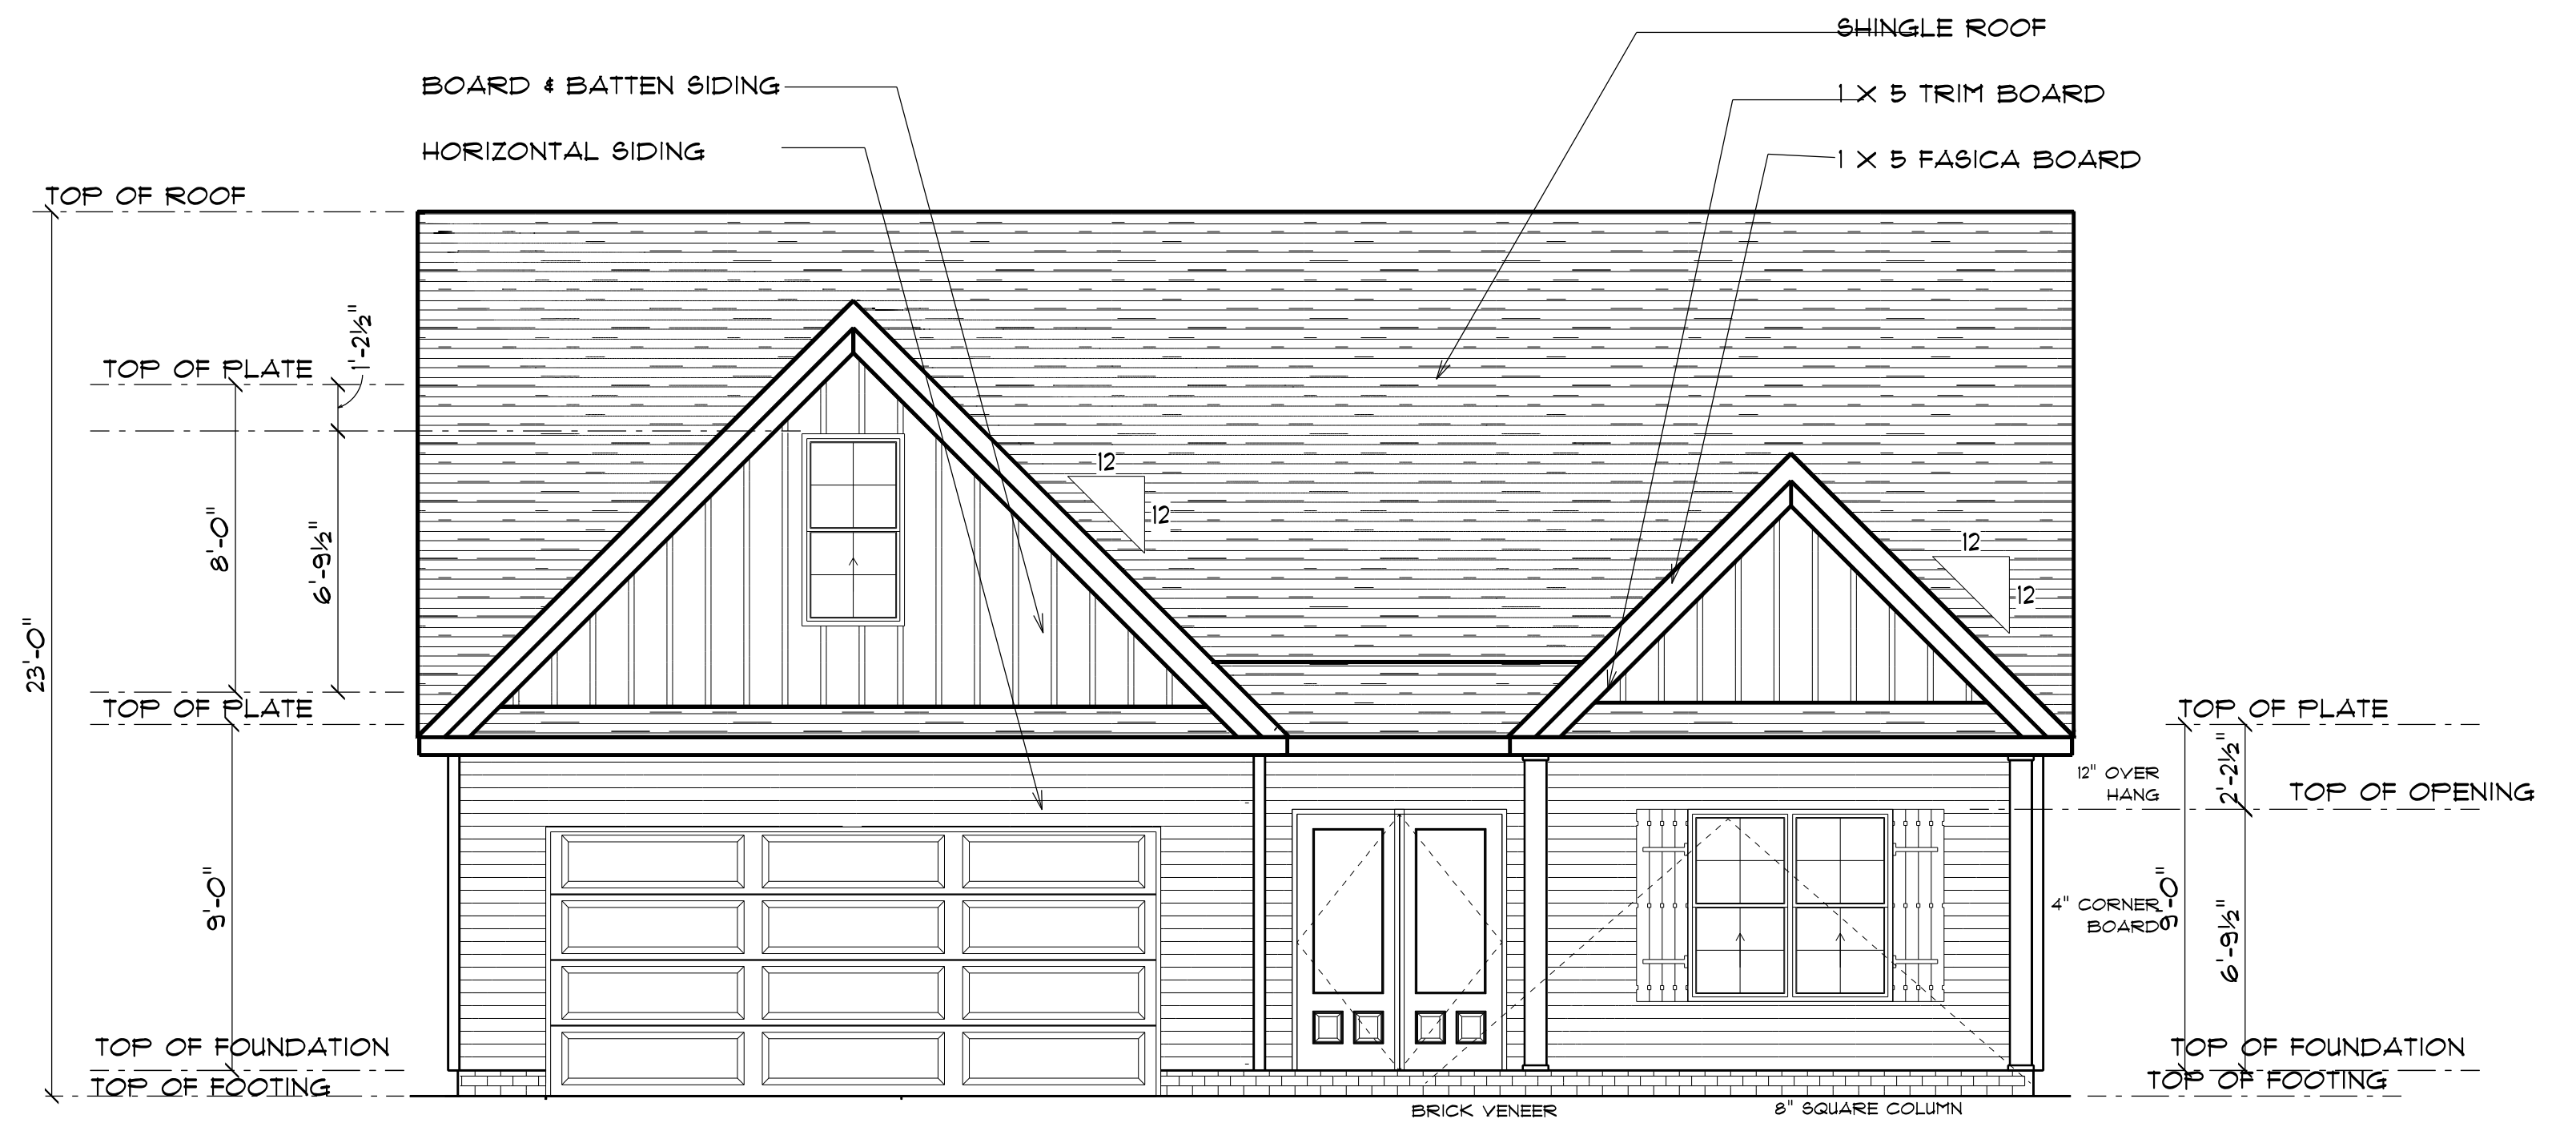 SHINGLE ROOF
BOARD & BATTEN SIDING
1 X 5 TRIM BOARD
HORIZONTAL SIDING
1 X 5 FASICA BOARD
TOP OF ROOF
1'-2½"
TOP OF PLATE
12
12
8'-0"
6'-9½"
12
12
23'-0"
TOP OF PLATE
TOP OF PLATE
12" OVER
HANG
2'-2½"
TOP OF OPENING
9'-0"
4" CORNER
BOARD
9'-0"
6'-9½"
TOP OF FOUNDATION
TOP OF FOUNDATION
TOP OF FOOTING
TOP OF FOOTING
BRICK VENEER
8" SQUARE COLUMN